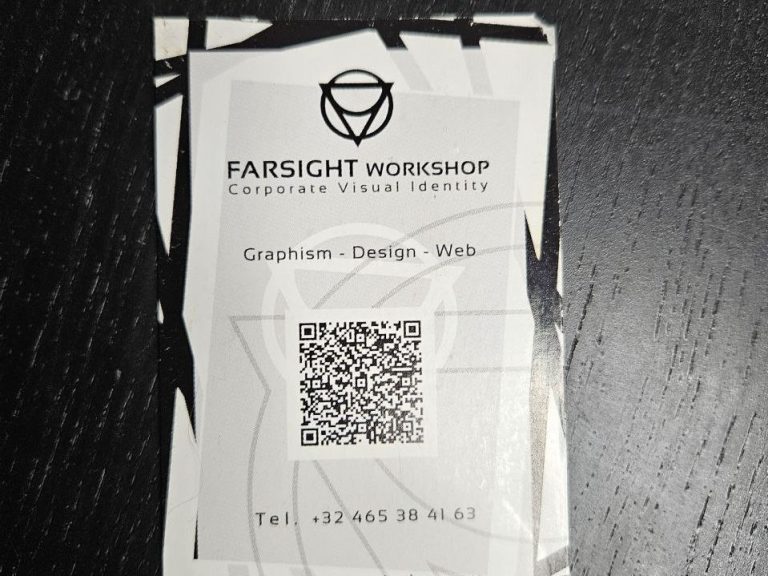 FARSIGHT WORKSHOP
Corporate Visual Identity
Graphism - Design - Web
Tel. +32 465 38 41 63